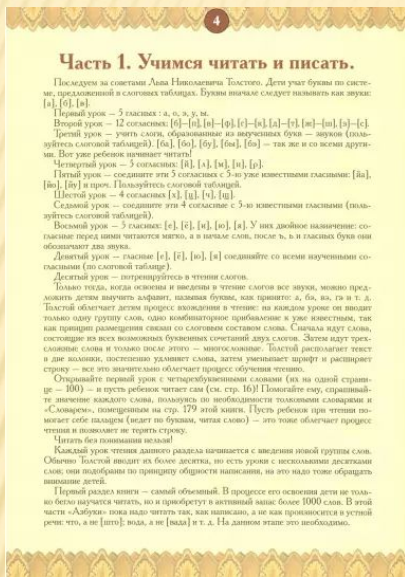 4
Часть 1. Учимся читать и писать.
Последуем за советами Льва Николаевича Толстого. Дети учат буквы по систе-
ме, предложенной в слоговых таблицах. Буквы вначале следует называть как звуки:
[а], [б], [в].
Первый урок — 5 гласных: а, о, э, у, ы.
Второй урок — 12 согласных: [б]–[п], [в]–[ф], [г]–[к], [д]–[т], [ж]–[ш], [з]–[с].
Третий урок — учить слоги, образованные из выученных букв — звуков (поль-
зуйтесь слоговой таблицей). [ба], [бо], [бу], [бы], [бэ] — так же и со всеми други-
ми. Вот уже ребенок начинает читать!
Четвертый урок — 5 согласных: [й], [л], [м], [н], [р].
Пятый урок — соедините эти 5 согласных с 5-ю уже известными гласными: [йа],
[йо], [йу] и проч. Пользуйтесь слоговой таблицей.
Шестой урок — 4 согласных [х], [ц], [ч], [щ].
Седьмой урок — соедините эти 4 согласные с 5-ю известными гласными (поль-
зуйтесь слоговой таблицей).
Восьмой урок — 5 гласных: [е], [ё], [и], [ю], [я]. У них двойное назначение: со-
гласные перед ними читаются мягко, а в начале слов, после ъ, ь и гласных букв они
обозначают два звука.
Девятый урок — гласные [е], [ё], [ю], [я] соединяйте со всеми изученными со-
гласными (по слоговой таблице).
Десятый урок — потренируйтесь в чтении слогов.
Только тогда, когда освоены и введены в чтение слогов все звуки, можно пред-
ложить детям выучить алфавит, называя буквы, как принято: а, бэ, вэ, гэ и т. д.
Толстой облегчает детям процесс вхождения в чтение: на каждом уроке он вводит
только одну группу слов, одно комбинаторное прибавление к уже известным, так
как принцип размещения связан со слоговым составом слова. Сначала идут слова,
состоящие из всех возможных буквенных сочетаний двух слогов. Затем идут трех-
сложные слова и только после этого — многосложные. Толстой располагает текст
в две колонки, постепенно удлиняет слова, затем уменьшает шрифт и расширяет
строку — все это значительно облегчает процесс обучения чтению.
Открывайте первый урок с четырехбуквенными словами (их на одной страни-
це – 100) — и пусть ребенок читает сам (см. стр. 16)! Помогайте ему, спрашивай-
те значение каждого слова, пользуясь по необходимости толковыми словарями и
«Словарем», помещенным на стр. 179 этой книги. Пусть ребенок при чтении по-
могает себе пальцем (ведет по буквам, читая слово) — это тоже облегчает процесс
чтения и позволяет не терять строку.
Читать без понимания нельзя!
Каждый урок чтения данного раздела начинается с введения новой группы слов.
Обычно Толстой вводит их более десятка, но есть уроки с несколькими десятками
слов; они подобраны по принципу общности написания, на это надо тоже обращать
внимание детей.
Первый раздел книги — самый объемный. В процессе его освоения дети не толь-
ко бегло научатся читать, но и приобретут в активный запас более 1000 слов. В этой
части «Азбуки» пока надо читать так, как написано, а не как произносится в устной
речи: что, а не [што]; вода, а не [вада] и т. д. На данном этапе это необходимо.